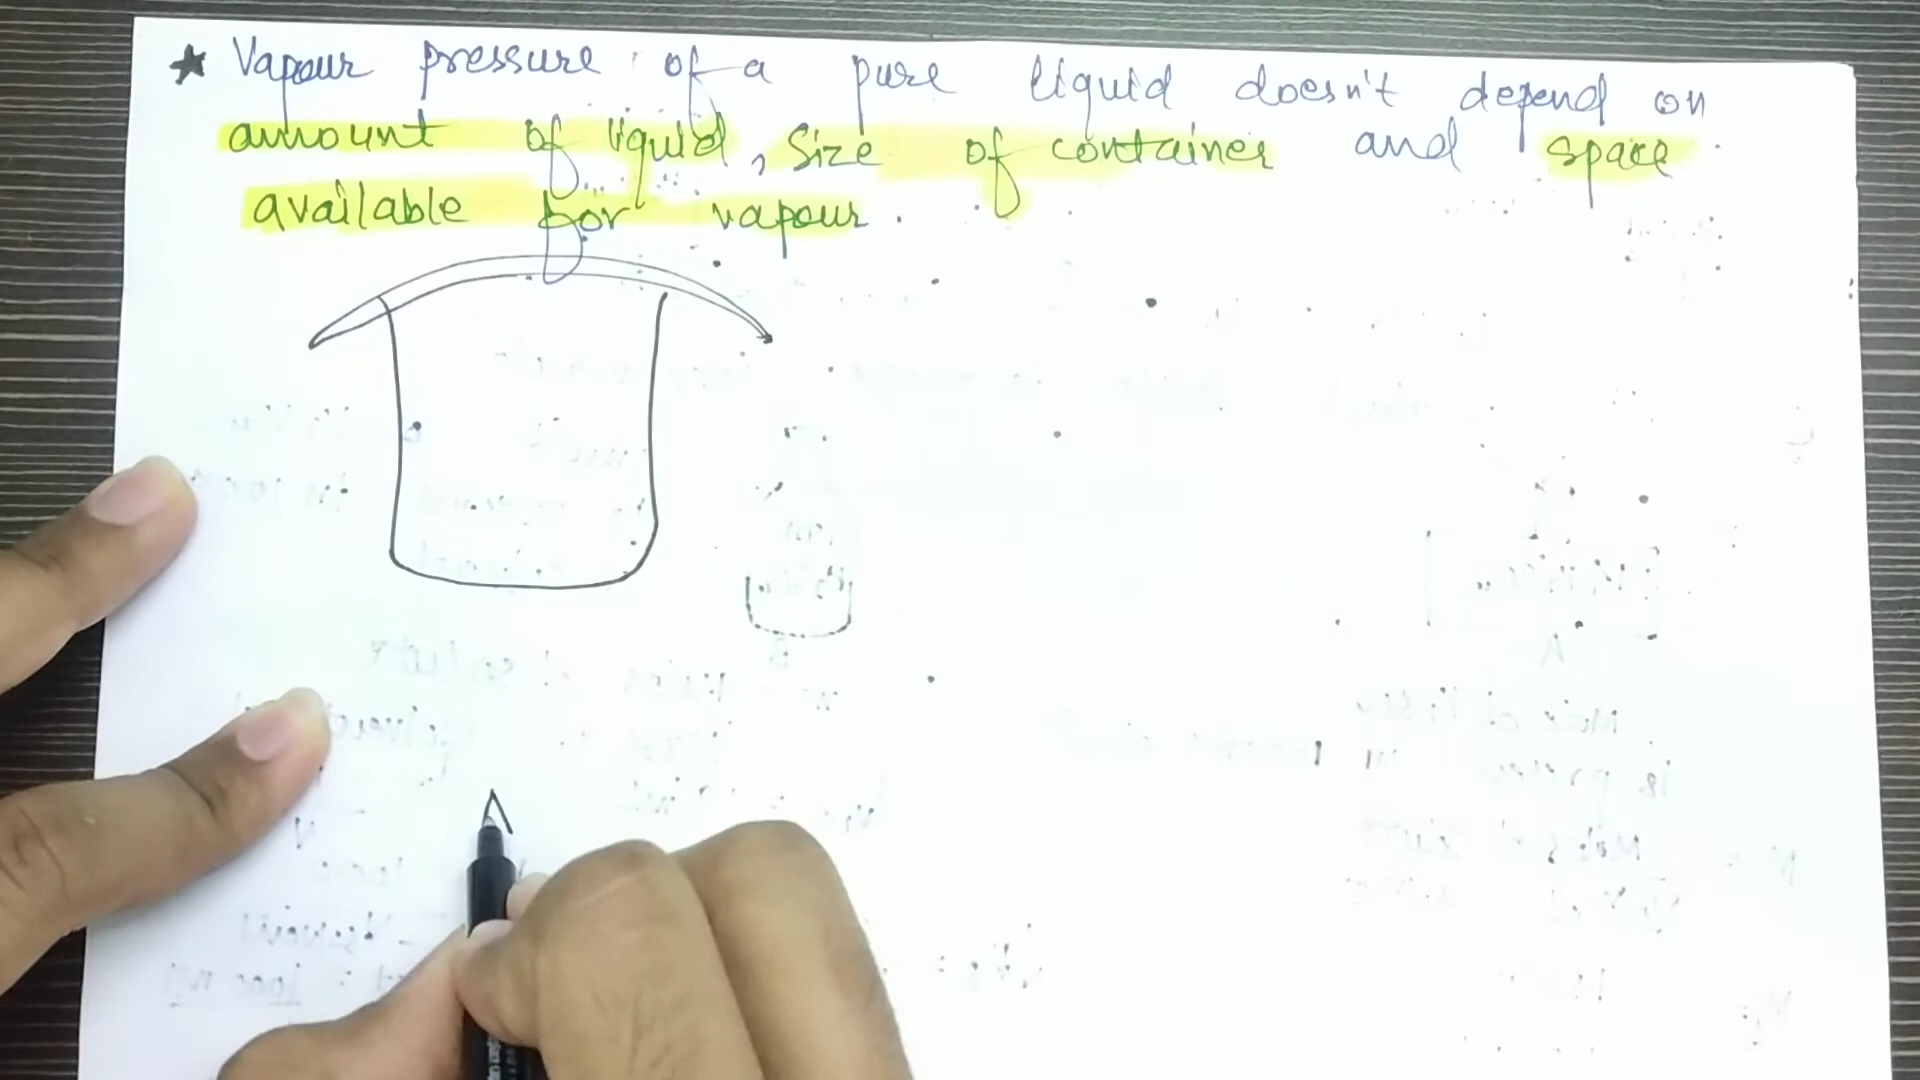 ★ Vapour pressure of a pure liquid doesn't depend on
amount of liquid, Size of container and space
available for vapour.